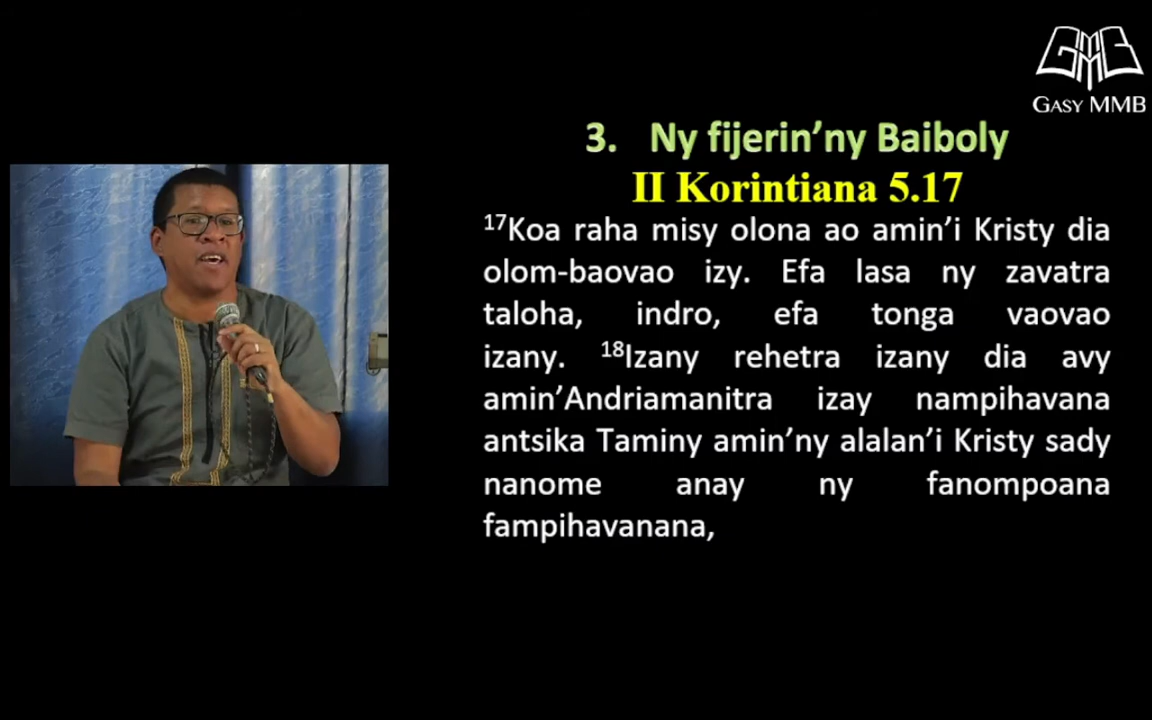 GMMB
GASY MMB
3. Ny fijerin’ny Baiboly
II Korintiana 5.17
17Koa raha misy olona ao amin’i Kristy dia
olom-baovao izy. Efa lasa ny zavatra
taloha, indro, efa tonga vaovao
izany. 18Izany rehetra izany dia avy
amin’Andriamanitra izay nampihavana
antsika Taminy amin’ny alalan’i Kristy sady
nanome anay ny fanompoana
fampihavanana,